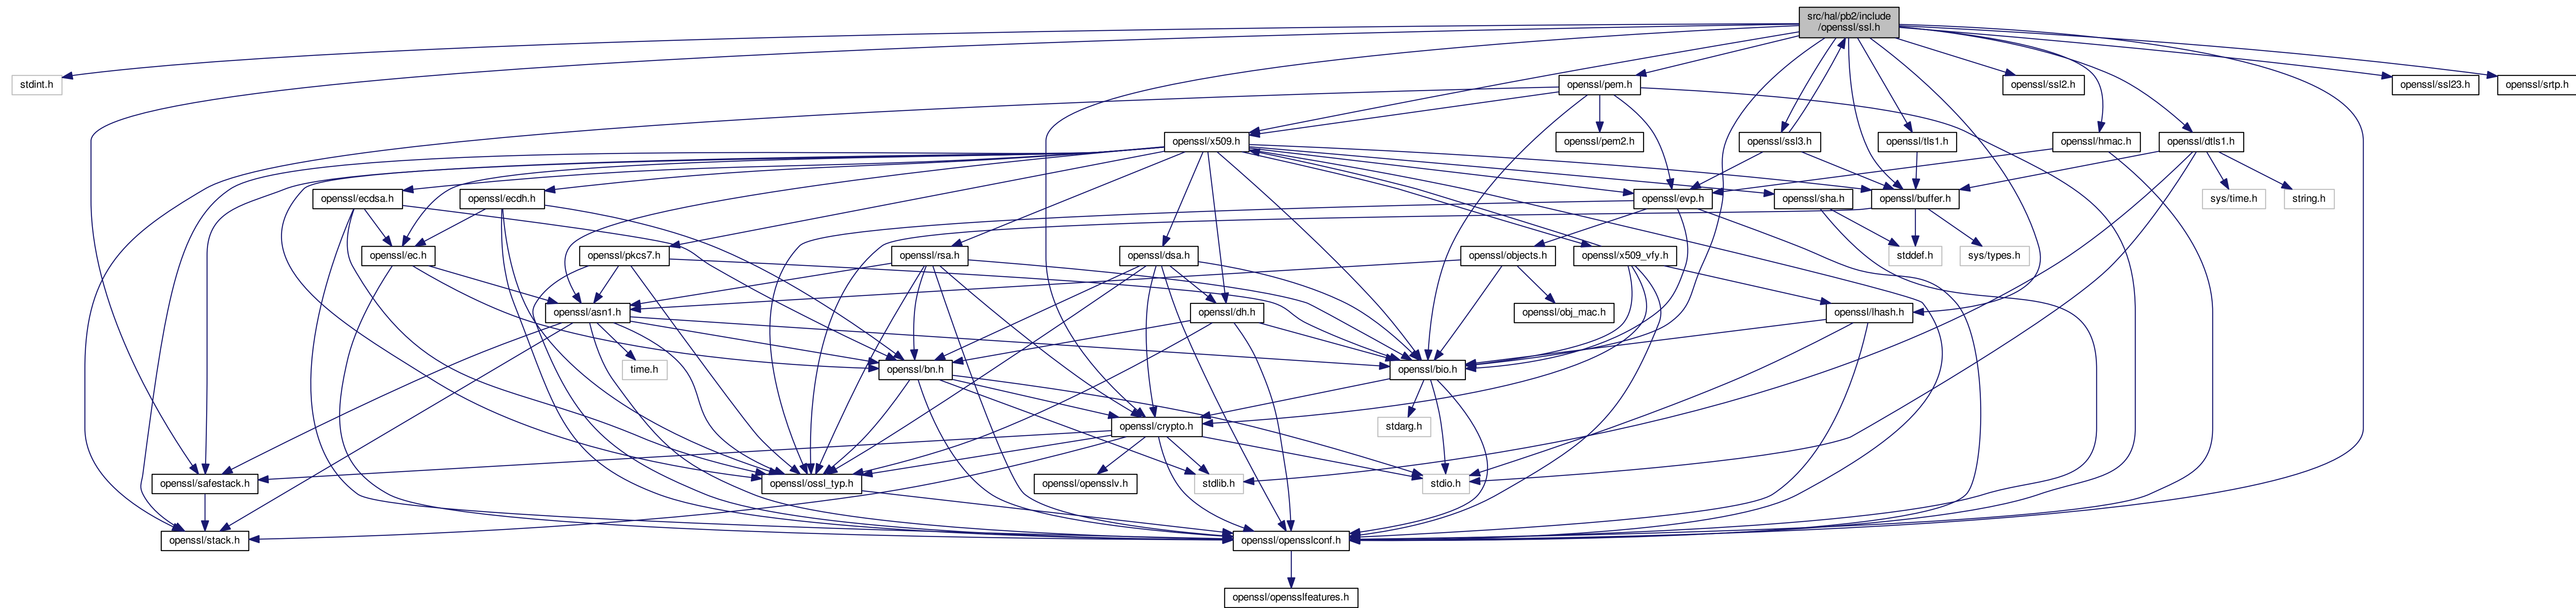 src/hal/pb2/include
/openssl/ssl.h
stdint.h
openssl/pem.h
openssl/ssl2.h
openssl/ssl23.h
openssl/srtp.h
openssl/x509.h
openssl/pem2.h
openssl/ssl3.h
openssl/tls1.h
openssl/hmac.h
openssl/dtls1.h
openssl/ecdsa.h
openssl/ecdh.h
openssl/evp.h
openssl/sha.h
openssl/buffer.h
sys/time.h
string.h
openssl/ec.h
openssl/pkcs7.h
openssl/rsa.h
openssl/dsa.h
openssl/objects.h
openssl/x509_vfy.h
stddef.h
sys/types.h
openssl/asn1.h
openssl/dh.h
openssl/obj_mac.h
openssl/lhash.h
time.h
openssl/bn.h
openssl/bio.h
openssl/crypto.h
stdarg.h
openssl/safestack.h
openssl/ossl_typ.h
openssl/opensslv.h
stdlib.h
stdio.h
openssl/stack.h
openssl/opensslconf.h
openssl/opensslfeatures.h